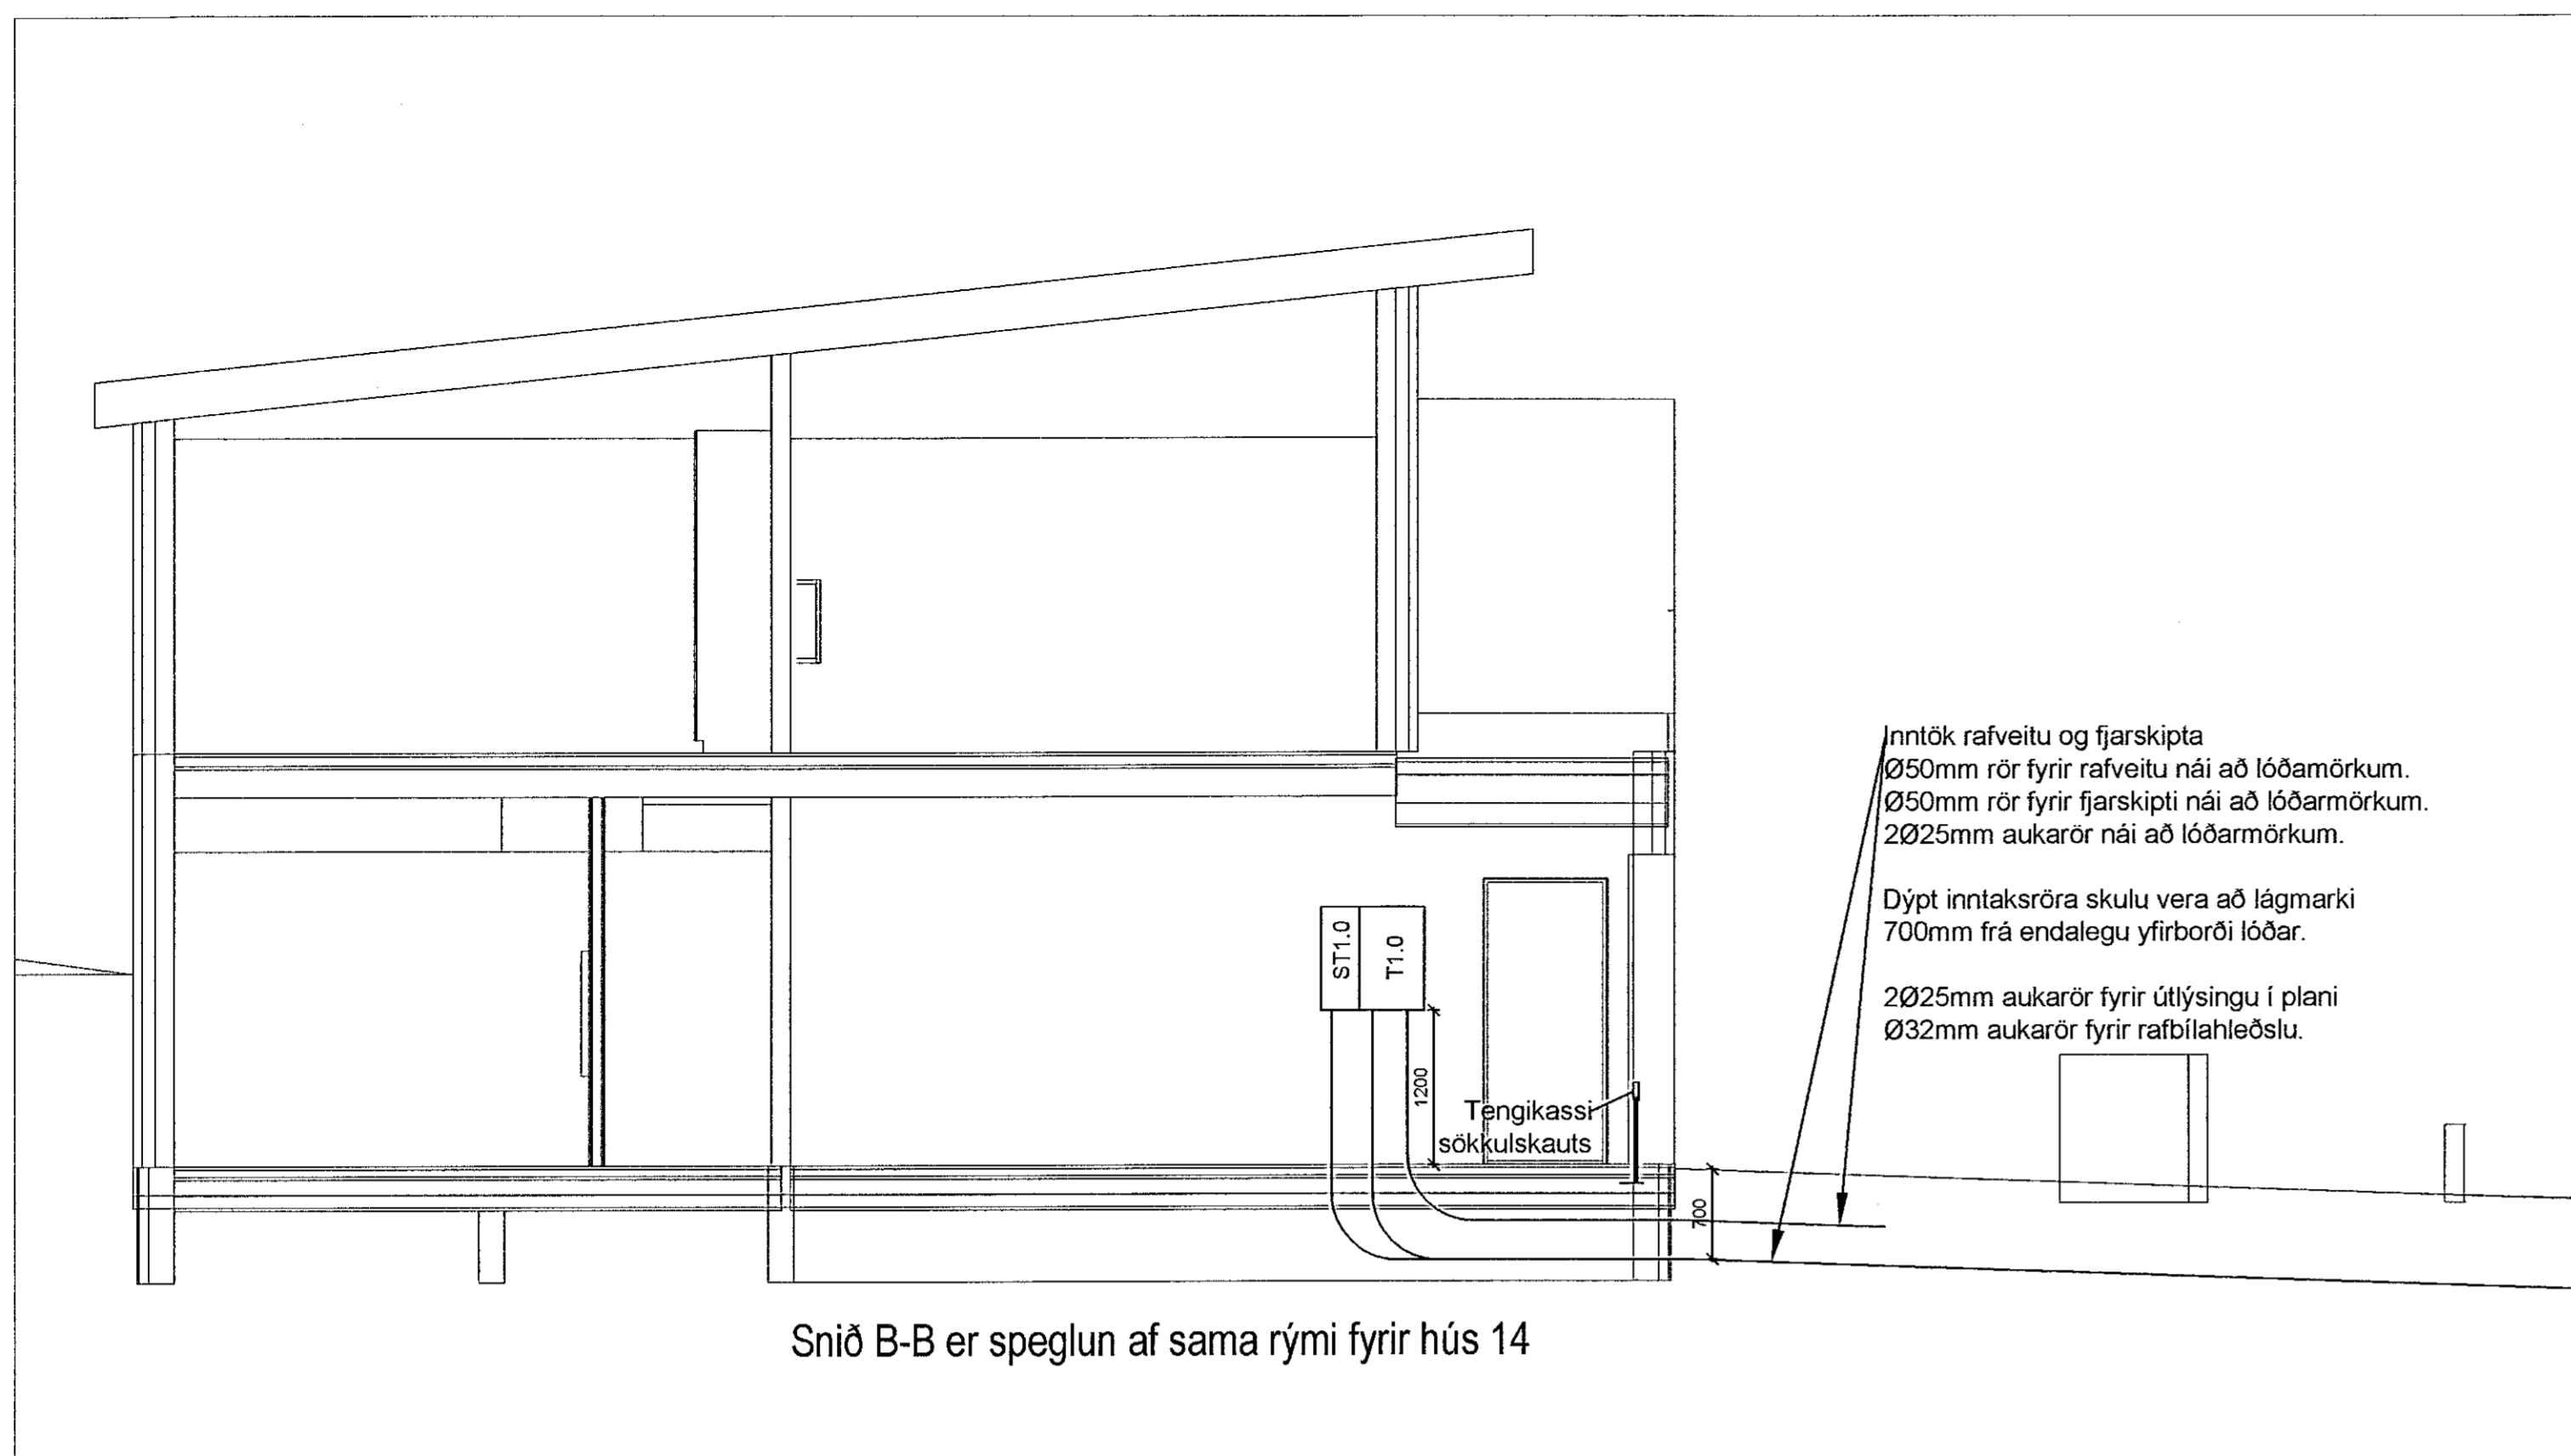 Inntök rafveitu og fjarskipta
Ø50mm rör fyrir rafveitu nái að lóðamörkum.
Ø50mm rör fyrir fjarskipti nái að lóðarmörkum.
2Ø25mm aukarör nái að lóðarmörkum.
Dýpt inntaksröra skulu vera að lágmarki
700mm frá endalegu yfirborði lóðar.
2Ø25mm aukarör fyrir útlýsingu í plani
Ø32mm aukarör fyrir rafbílahleðslu.
ST1.0
T1.0
1200
Tengikassi
sökkulskauts
700
Snið B-B er speglun af sama rými fyrir hús 14